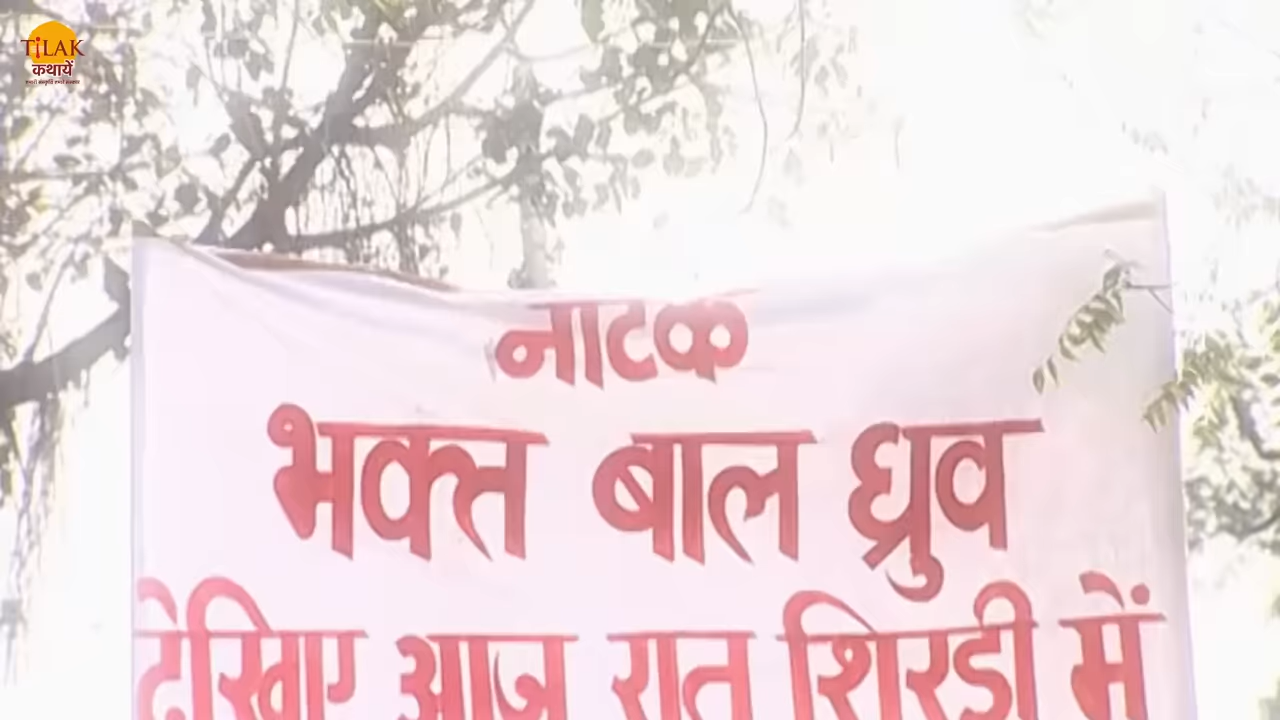 TiLAK
कथायें
नाटक
भक्त बाल ध्रुव
देखिए आज रात शिरडी में